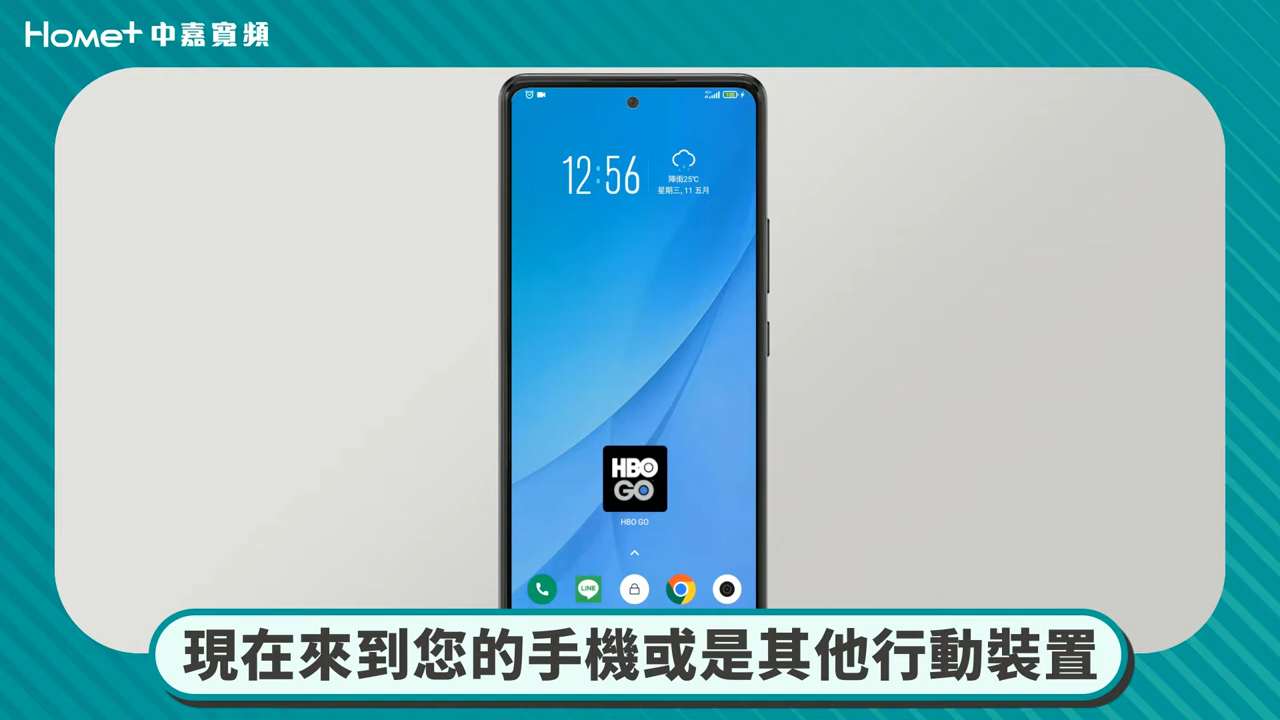 Home+ 中嘉寬頻
12:56
陣雨25℃
星期三, 11 五月
HBO
GO
HBO GO
LINE
現在來到您的手機或是其他行動裝置